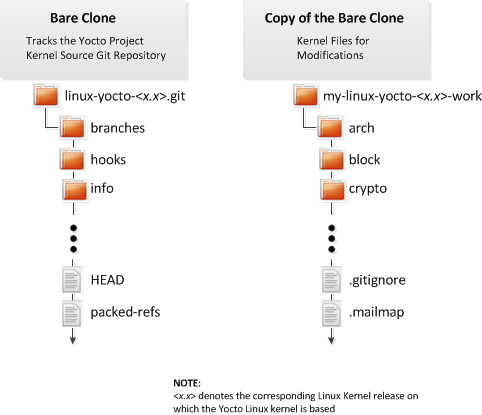 Bare Clone
Tracks the Yocto Project
Kernel Source Git Repository
linux-yocto-<x.x>.git
branches
hooks
info
HEAD
packed-refs
Copy of the Bare Clone
Kernel Files for
Modifications
my-linux-yocto-<x.x>-work
arch
block
crypto
.gitignore
.mailmap
NOTE:
<x.x> denotes the corresponding Linux Kernel release on
which the Yocto Linux kernel is based